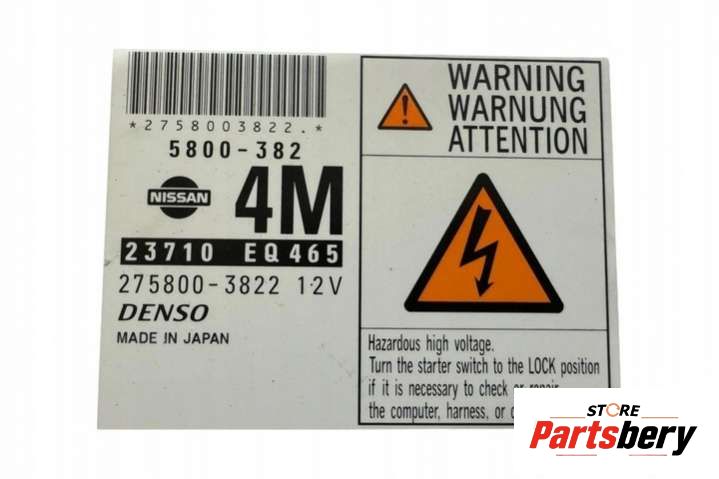 *2758003822.*
5800-382
NISSAN
4M
23710 EQ465
275800-3822 12V
DENSO
MADE IN JAPAN
WARNING
WARNUNG
ATTENTION
Hazardous high voltage.
Turn the starter switch to the LOCK position
if it is necessary to check or repair
the computer, harness, or
STORE
Partsbery